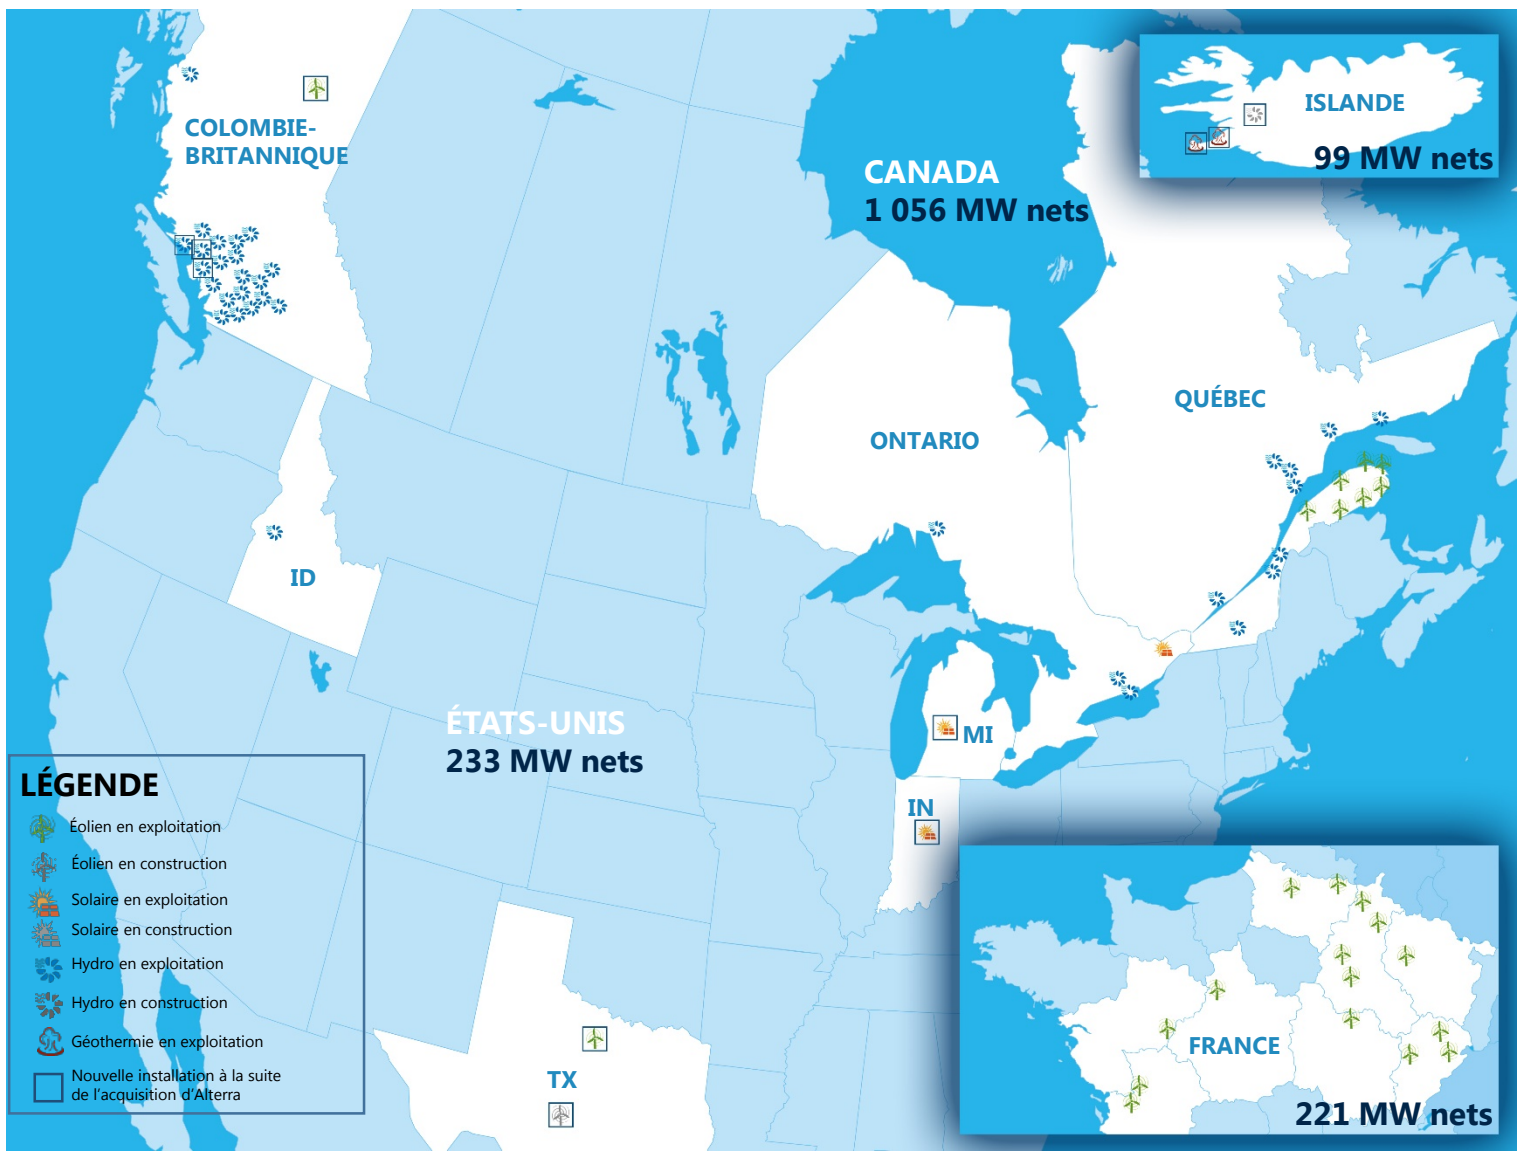 COLOMBIE-
BRITANNIQUE
CANADA
1 056 MW nets
ISLANDE
99 MW nets
ONTARIO
QUÉBEC
ID
ÉTATS-UNIS
233 MW nets
MI
IN
TX
LÉGENDE
Éolien en exploitation
Éolien en construction
Solaire en exploitation
Solaire en construction
Hydro en exploitation
Hydro en construction
Géothermie en exploitation
Nouvelle installation à la suite
de l'acquisition d'Alterra
FRANCE
221 MW nets